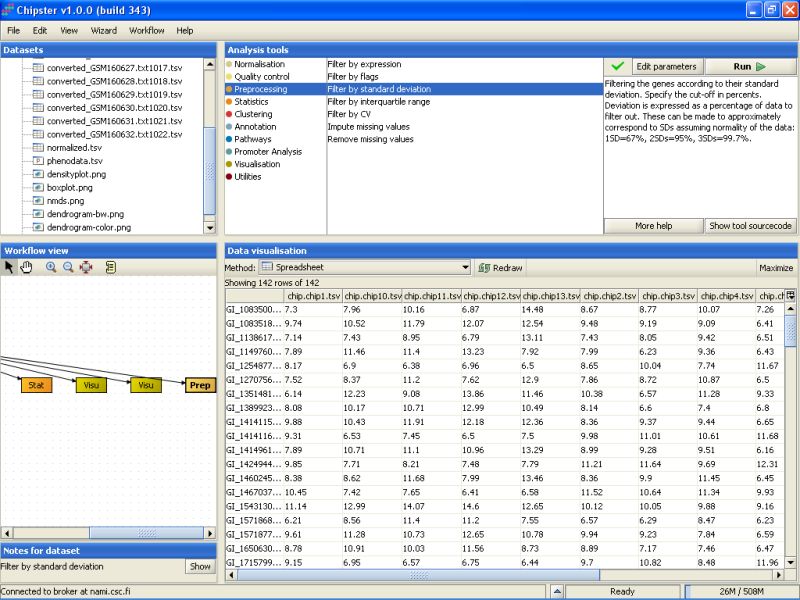 Chipster v1.0.0 (build 343)
File Edit View Wizard Workflow Help
Datasets
converted_GSM160627.txt1017.tsv
converted_GSM160628.txt1018.tsv
converted_GSM160629.txt1019.tsv
converted_GSM160630.txt1020.tsv
converted_GSM160631.txt1021.tsv
converted_GSM160632.txt1022.tsv
normalized.tsv
phenodata.tsv
densityplot.png
boxplot.png
nmds.png
dendrogram-bw.png
dendrogram-color.png
Analysis tools
Normalisation
Quality control
Preprocessing
Statistics
Clustering
Annotation
Pathways
Promoter Analysis
Visualisation
Utilities
Filter by expression
Filter by flags
Filter by standard deviation
Filter by interquartile range
Filter by CV
Impute missing values
Remove missing values
Edit parameters Run
Filtering the genes according to their standard
deviation. Specify the cut-off in percents.
Deviation is expressed as a percentage of data to
filter out. These can be made to approximately
correspond to SDs assuming normality of the data:
1SD=67%, 2SDs=95%, 3SDs=99.7%.
More help Show tool sourcecode
Workflow view
Stat Visu Visu Prep
Notes for dataset
Filter by standard deviation Show
Data visualisation
Method: Spreadsheet Redraw Maximize
Showing 142 rows of 142
chip.chip1.tsv chip.chip10.tsv chip.chip11.tsv chip.chip12.tsv chip.chip13.tsv chip.chip2.tsv chip.chip3.tsv chip.chip4.tsv chip.ch
GI_1083500... 7.3 7.96 10.16 6.87 14.48 8.67 8.77 10.07 7.26
GI_1083518... 9.74 10.52 11.79 12.07 12.54 9.48 9.19 9.09 6.41
GI_1138617... 7.14 7.43 8.95 6.79 13.11 7.43 8.05 9.42 6.51
GI_1149760... 7.89 11.46 11.4 13.23 7.92 7.99 6.23 9.36 6.43
GI_1254877... 8.17 6.9 6.38 6.96 6.5 8.65 10.04 7.74 11.67
GI_1270756... 7.52 8.37 11.2 7.62 12.9 7.86 8.72 10.87 6.5
GI_1351481... 6.14 12.23 9.08 13.86 11.46 10.38 6.57 11.28 9.33
GI_1389923... 8.08 10.17 10.71 12.99 10.49 8.14 6.6 7.4 6.8
GI_1414115... 9.88 10.43 11.91 12.18 12.36 8.36 9.37 9.44 6.65
GI_1414116... 9.31 6.53 7.45 6.5 7.5 9.98 11.01 10.61 11.68
GI_1414961... 7.89 10.71 11.1 10.96 13.29 8.99 9.28 9.51 6.16
GI_1424944... 9.85 7.71 8.21 7.48 7.79 11.21 11.64 9.69 12.31
GI_1460245... 8.38 8.62 11.68 7.99 13.46 8.36 9.9 11.45 6.45
GI_1467037... 10.45 7.42 7.65 6.41 6.58 11.52 10.64 11.34 9.93
GI_1543130... 11.14 12.99 14.07 14.6 12.65 10.12 10.05 9.88 9.16
GI_1571868... 6.21 8.56 11.4 11.2 7.55 6.57 6.29 8.47 6.23
GI_1571877... 9.61 11.28 10.73 12.65 10.78 9.94 9.23 7.84 6.59
GI_1650630... 8.78 10.91 10.03 11.56 8.73 8.89 7.17 7.46 6.47
GI_1715799... 9.15 6.95 6.57 6.75 6.44 9.7 10.82 8.48 11.96
Connected to broker at nami.csc.fi Ready 26M / 508M